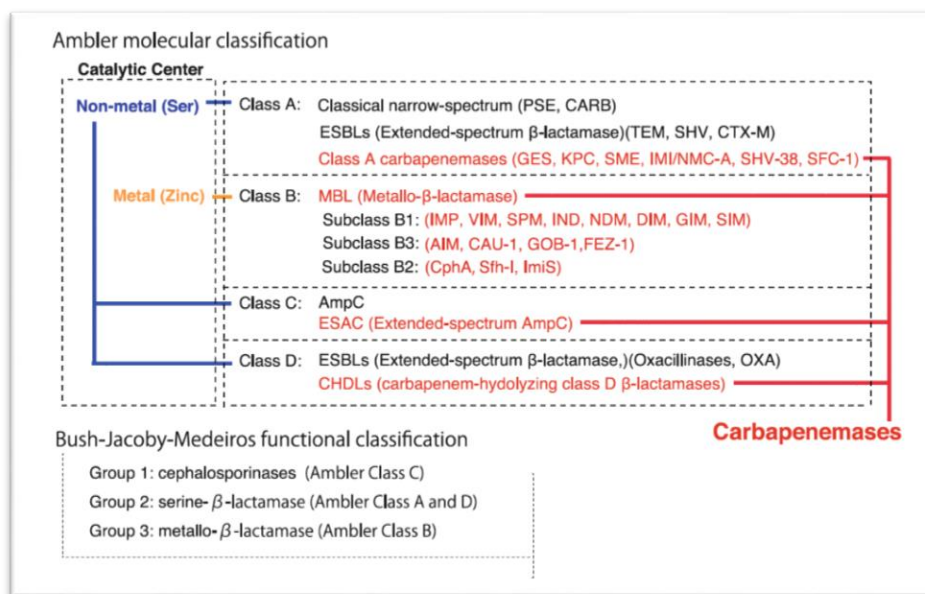 Ambler molecular classification
Catalytic Center
Non-metal (Ser)
Class A: Classical narrow-spectrum (PSE, CARB)
ESBLs (Extended-spectrum β-lactamase)(TEM, SHV, CTX-M)
Class A carbapenemases (GES, KPC, SME, IMI/NMC-A, SHV-38, SFC-1)
Metal (Zinc)
Class B: MBL (Metallo-β-lactamase)
Subclass B1: (IMP, VIM, SPM, IND, NDM, DIM, GIM, SIM)
Subclass B3: (AIM, CAU-1, GOB-1,FEZ-1)
Subclass B2: (CphA, Sfh-I, ImiS)
Class C: AmpC
ESAC (Extended-spectrum AmpC)
Class D: ESBLs (Extended-spectrum β-lactamase,)(Oxacillinases, OXA)
CHDLs (carbapenem-hydolyzing class D β-lactamases)
Carbapenemases
Bush-Jacoby-Medeiros functional classification
Group 1: cephalosporinases (Ambler Class C)
Group 2: serine-β-lactamase (Ambler Class A and D)
Group 3: metallo-β-lactamase (Ambler Class B)